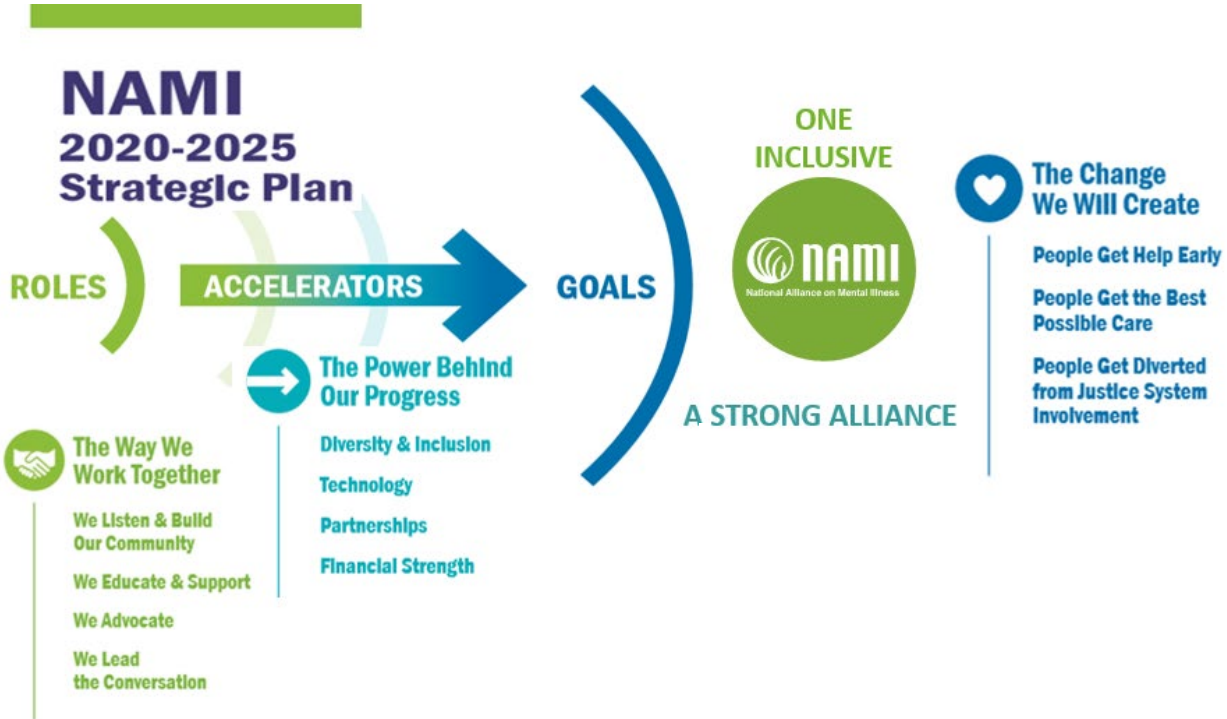 NAMI
2020-2025
Strategic Plan
ROLES
ACCELERATORS
GOALS
The Way We
Work Together
We Listen & Build
Our Community
We Educate & Support
We Advocate
We Lead
the Conversation
The Power Behind
Our Progress
Diversity & Inclusion
Technology
Partnerships
Financial Strength
ONE
INCLUSIVE
NAMI
National Alliance on Mental Illness
A STRONG ALLIANCE
The Change
We Will Create
People Get Help Early
People Get the Best
Possible Care
People Get Diverted
from Justice System
Involvement